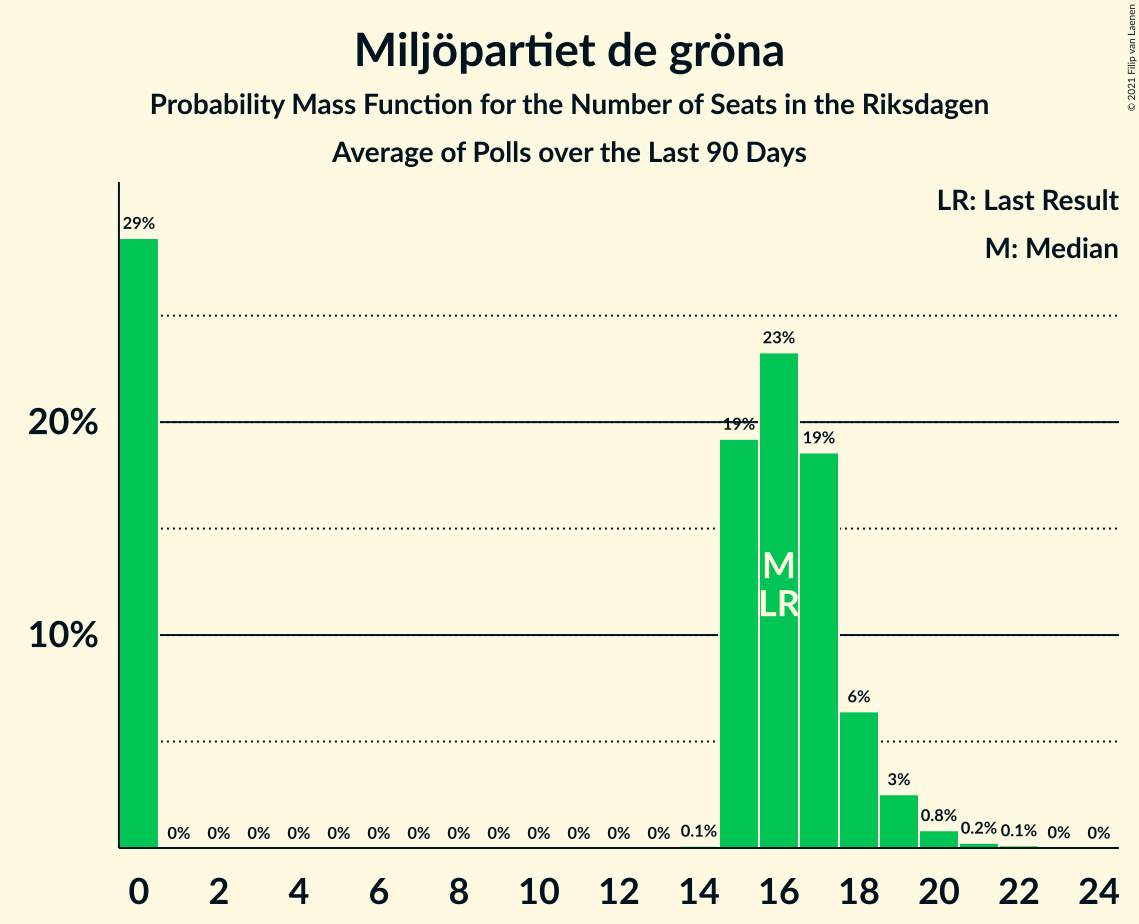 Miljöpartiet de gröna
Probability Mass Function for the Number of Seats in the Riksdagen
Average of Polls over the Last 90 Days
© 2021 Filip van Laenen
LR: Last Result
M: Median
29%
23%
20%
19%
19%
M
LR
10%
6%
3%
0% 0% 0% 0% 0% 0% 0% 0% 0% 0% 0% 0% 0% 0.1% 0.8% 0.2% 0.1% 0% 0%
0 2 4 6 8 10 12 14 16 18 20 22 24